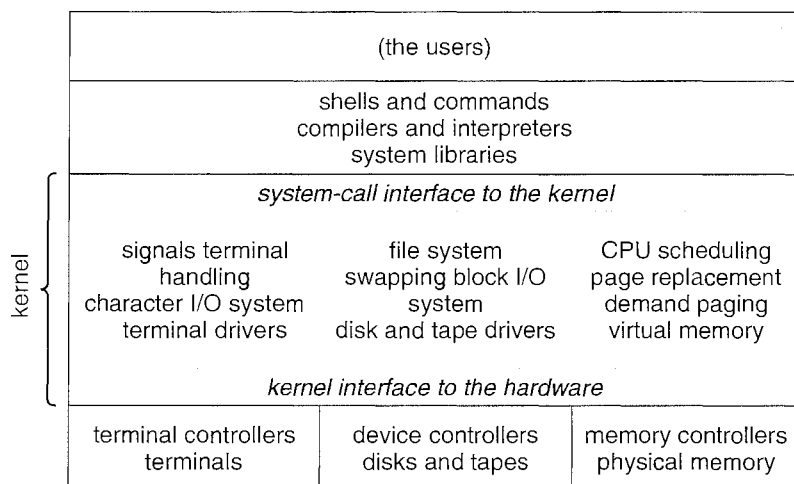 (the users)
shells and commands
compilers and interpreters
system libraries
kernel
system-call interface to the kernel
signals terminal
handling
character I/O system
terminal drivers
file system
swapping block I/O
system
disk and tape drivers
CPU scheduling
page replacement
demand paging
virtual memory
kernel interface to the hardware
terminal controllers
terminals
device controllers
disks and tapes
memory controllers
physical memory